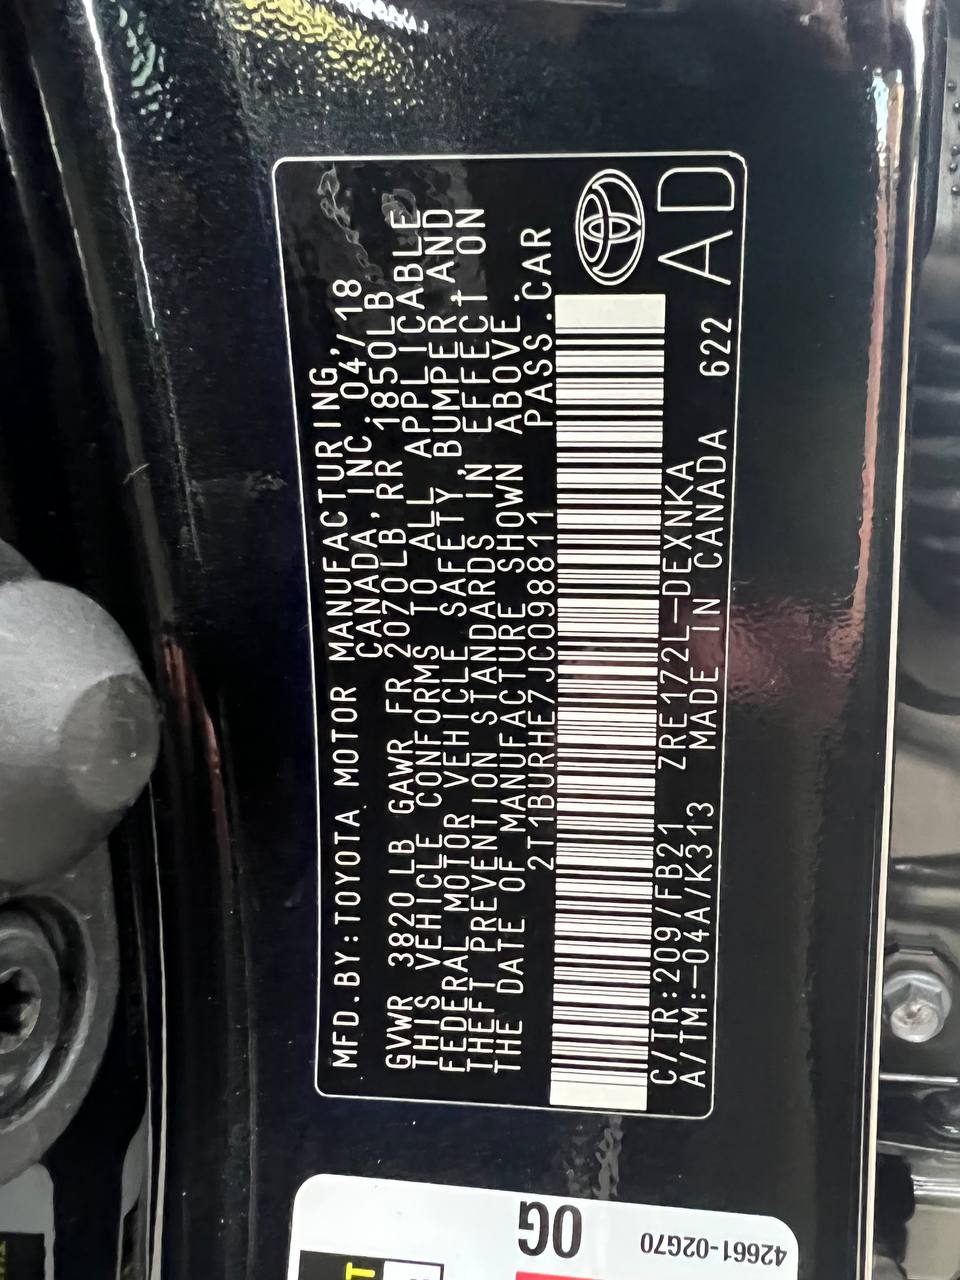 MFD.BY:TOYOTA MOTOR MANUFACTURING,
CANADA, INC. 04/18
GVWR 3820LB GAWR FR 2070LB RR 1850LB
THIS VEHICLE CONFORMS TO ALL APPLICABLE
FEDERAL MOTOR VEHICLE SAFETY, BUMPER, AND
THEFT PREVENTION STANDARDS IN EFFECT ON
THE DATE OF MANUFACTURE SHOWN ABOVE.
2T1BURHE7JC098811 PASS.CAR
C/TR:209/FB21 ZRE172L-DEXNKA
A/TM:-04A/K313 MADE IN CANADA 622
AD
0G
42661-02G70
T